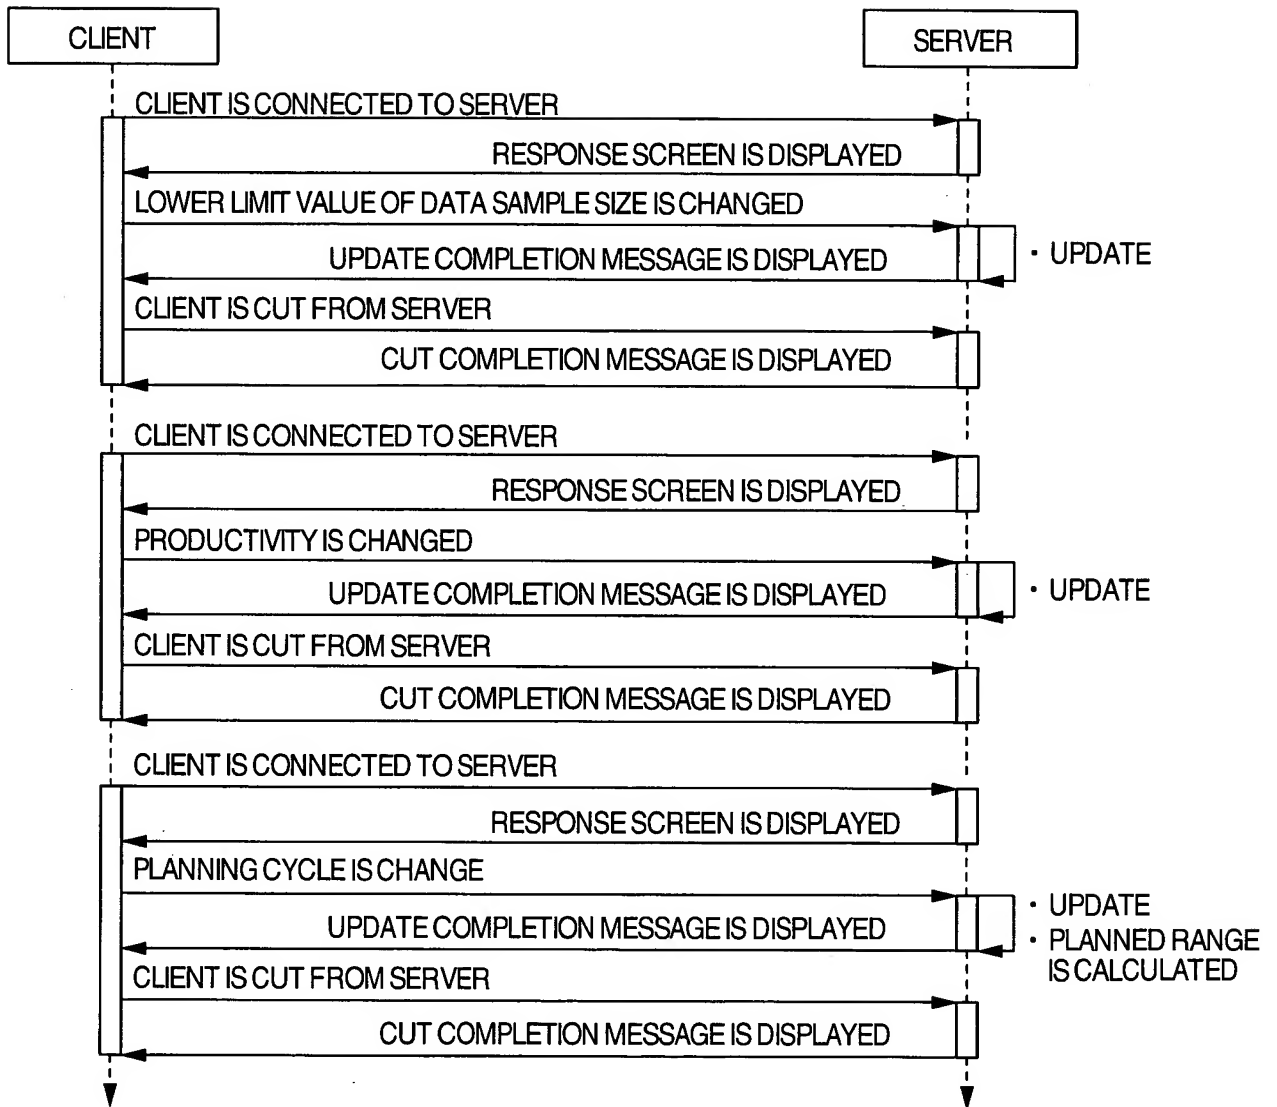 CLIENT
SERVER
CLIENT IS CONNECTED TO SERVER
RESPONSE SCREEN IS DISPLAYED
LOWER LIMIT VALUE OF DATA SAMPLE SIZE IS CHANGED
UPDATE COMPLETION MESSAGE IS DISPLAYED
・ UPDATE
CLIENT IS CUT FROM SERVER
CUT COMPLETION MESSAGE IS DISPLAYED
CLIENT IS CONNECTED TO SERVER
RESPONSE SCREEN IS DISPLAYED
PRODUCTIVITY IS CHANGED
UPDATE COMPLETION MESSAGE IS DISPLAYED
・ UPDATE
CLIENT IS CUT FROM SERVER
CUT COMPLETION MESSAGE IS DISPLAYED
CLIENT IS CONNECTED TO SERVER
RESPONSE SCREEN IS DISPLAYED
PLANNING CYCLE IS CHANGE
UPDATE COMPLETION MESSAGE IS DISPLAYED
・ UPDATE
・ PLANNED RANGE
IS CALCULATED
CLIENT IS CUT FROM SERVER
CUT COMPLETION MESSAGE IS DISPLAYED